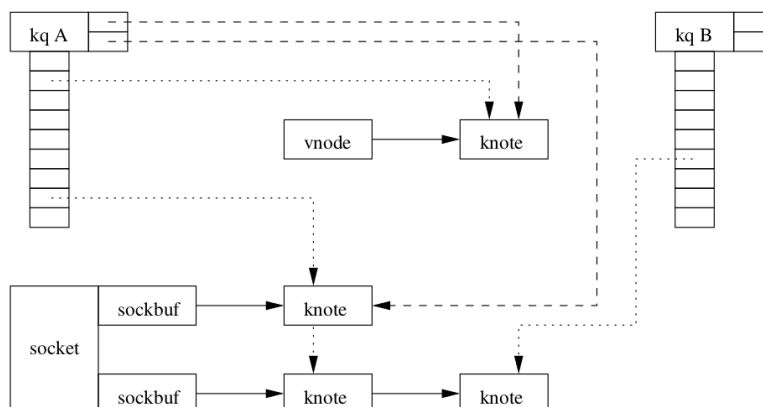 kq A
kq B
vnode
knote
sockbuf
knote
socket
sockbuf
knote
knote